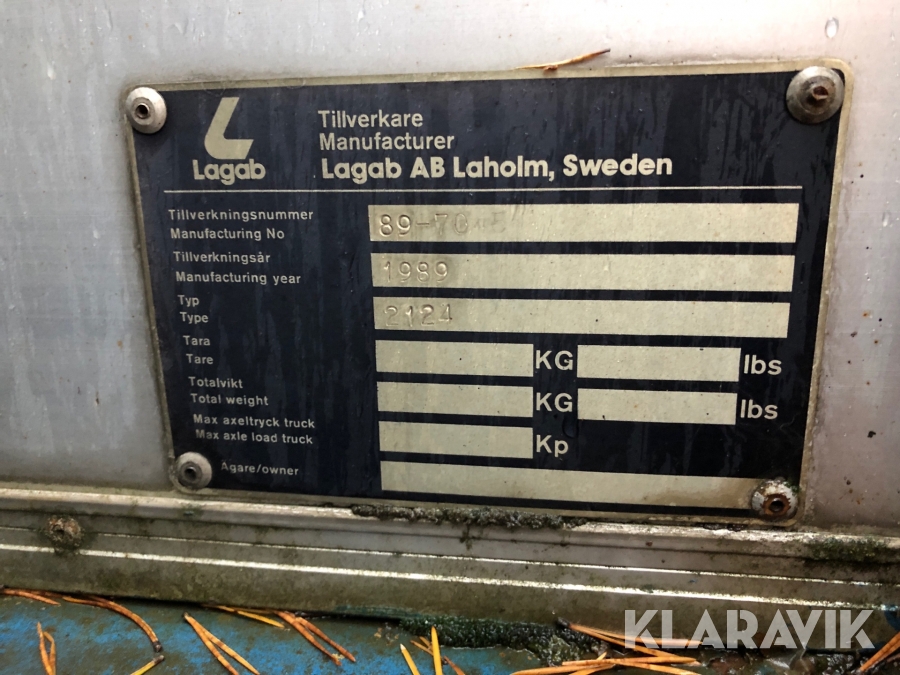 Lagab
Tillverkare
Manufacturer
Lagab AB Laholm, Sweden
Tillverkningsnummer
Manufacturing No
Tillverkningsår
Manufacturing year
1989
Typ
Type
2124
Tara
Tare
KG
lbs
Totalvikt
Total weight
KG
lbs
Max axeltryck truck
Max axle load truck
Kp
Ägare/owner
KLARAVIK